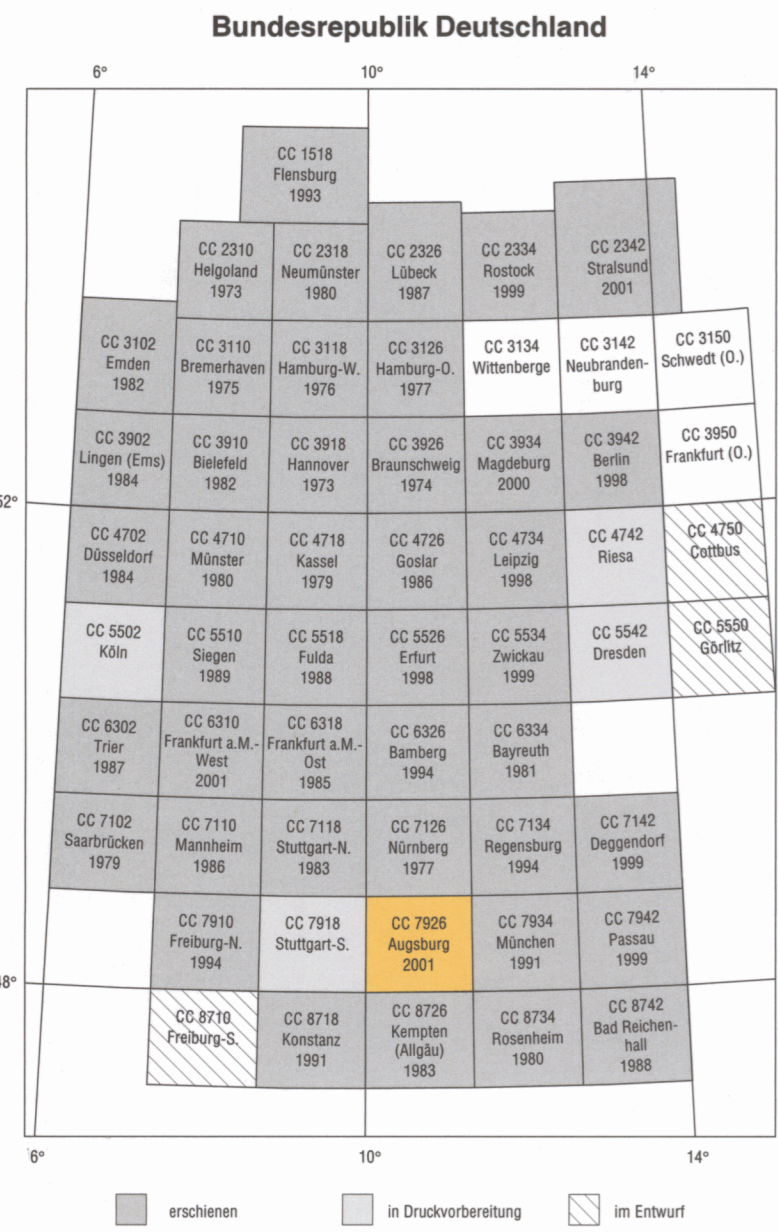 Bundesrepublik Deutschland
6°
10°
14°
CC 1518
Flensburg
1993
CC 2310
Helgoland
1973
CC 2318
Neumünster
1980
CC 2326
Lübeck
1987
CC 2334
Rostock
1999
CC 2342
Stralsund
2001
CC 3102
Emden
1982
CC 3110
Bremerhaven
1975
CC 3118
Hamburg-W.
1976
CC 3126
Hamburg-O.
1977
CC 3134
Wittenberge
CC 3142
Neubranden-
burg
CC 3150
Schwedt (O.)
CC 3902
Lingen (Ems)
1984
CC 3910
Bielefeld
1982
CC 3918
Hannover
1973
CC 3926
Braunschweig
1974
CC 3934
Magdeburg
2000
CC 3942
Berlin
1998
CC 3950
Frankfurt (O.)
52°
CC 4702
Düsseldorf
1984
CC 4710
Münster
1980
CC 4718
Kassel
1979
CC 4726
Goslar
1986
CC 4734
Leipzig
1998
CC 4742
Riesa
CC 4750
Cottbus
CC 5502
Köln
CC 5510
Siegen
1989
CC 5518
Fulda
1988
CC 5526
Erfurt
1998
CC 5534
Zwickau
1999
CC 5542
Dresden
CC 5550
Görlitz
CC 6302
Trier
1987
CC 6310
Frankfurt a.M.-
West
2001
CC 6318
Frankfurt a.M.-
Ost
1985
CC 6326
Bamberg
1994
CC 6334
Bayreuth
1981
CC 7102
Saarbrücken
1979
CC 7110
Mannheim
1986
CC 7118
Stuttgart-N.
1983
CC 7126
Nürnberg
1977
CC 7134
Regensburg
1994
CC 7142
Deggendorf
1999
CC 7910
Freiburg-N.
1994
CC 7918
Stuttgart-S.
CC 7926
Augsburg
2001
CC 7934
München
1991
CC 7942
Passau
1999
48°
CC 8710
Freiburg-S.
CC 8718
Konstanz
1991
CC 8726
Kempten
(Allgäu)
1983
CC 8734
Rosenheim
1980
CC 8742
Bad Reichen-
hall
1988
6°
10°
14°
erschienen
in Druckvorbereitung
im Entwurf